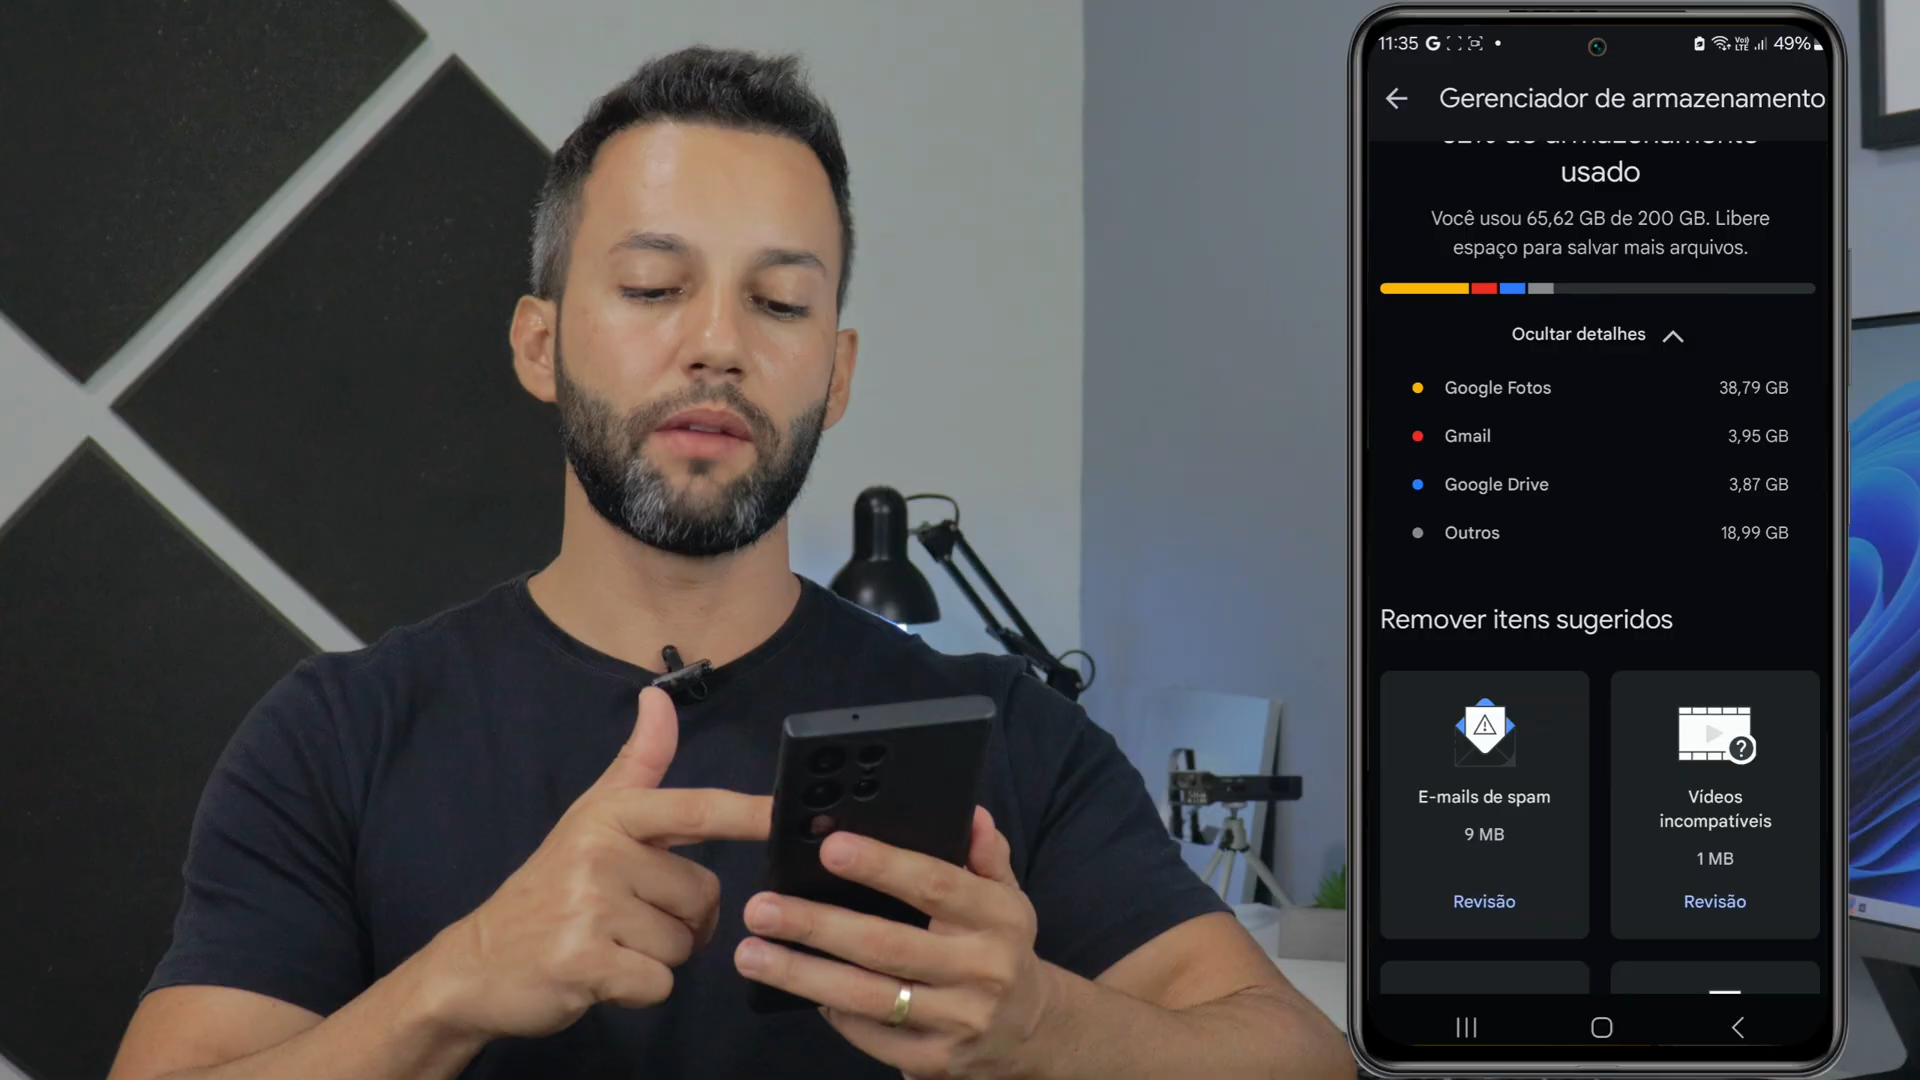 11:35
49%
Gerenciador de armazenamento
usado
Você usou 65,62 GB de 200 GB. Libere
espaço para salvar mais arquivos.
Ocultar detalhes
Google Fotos 38,79 GB
Gmail 3,95 GB
Google Drive 3,87 GB
Outros 18,99 GB
Remover itens sugeridos
E-mails de spam
9 MB
Revisão
Vídeos
incompatíveis
1 MB
Revisão